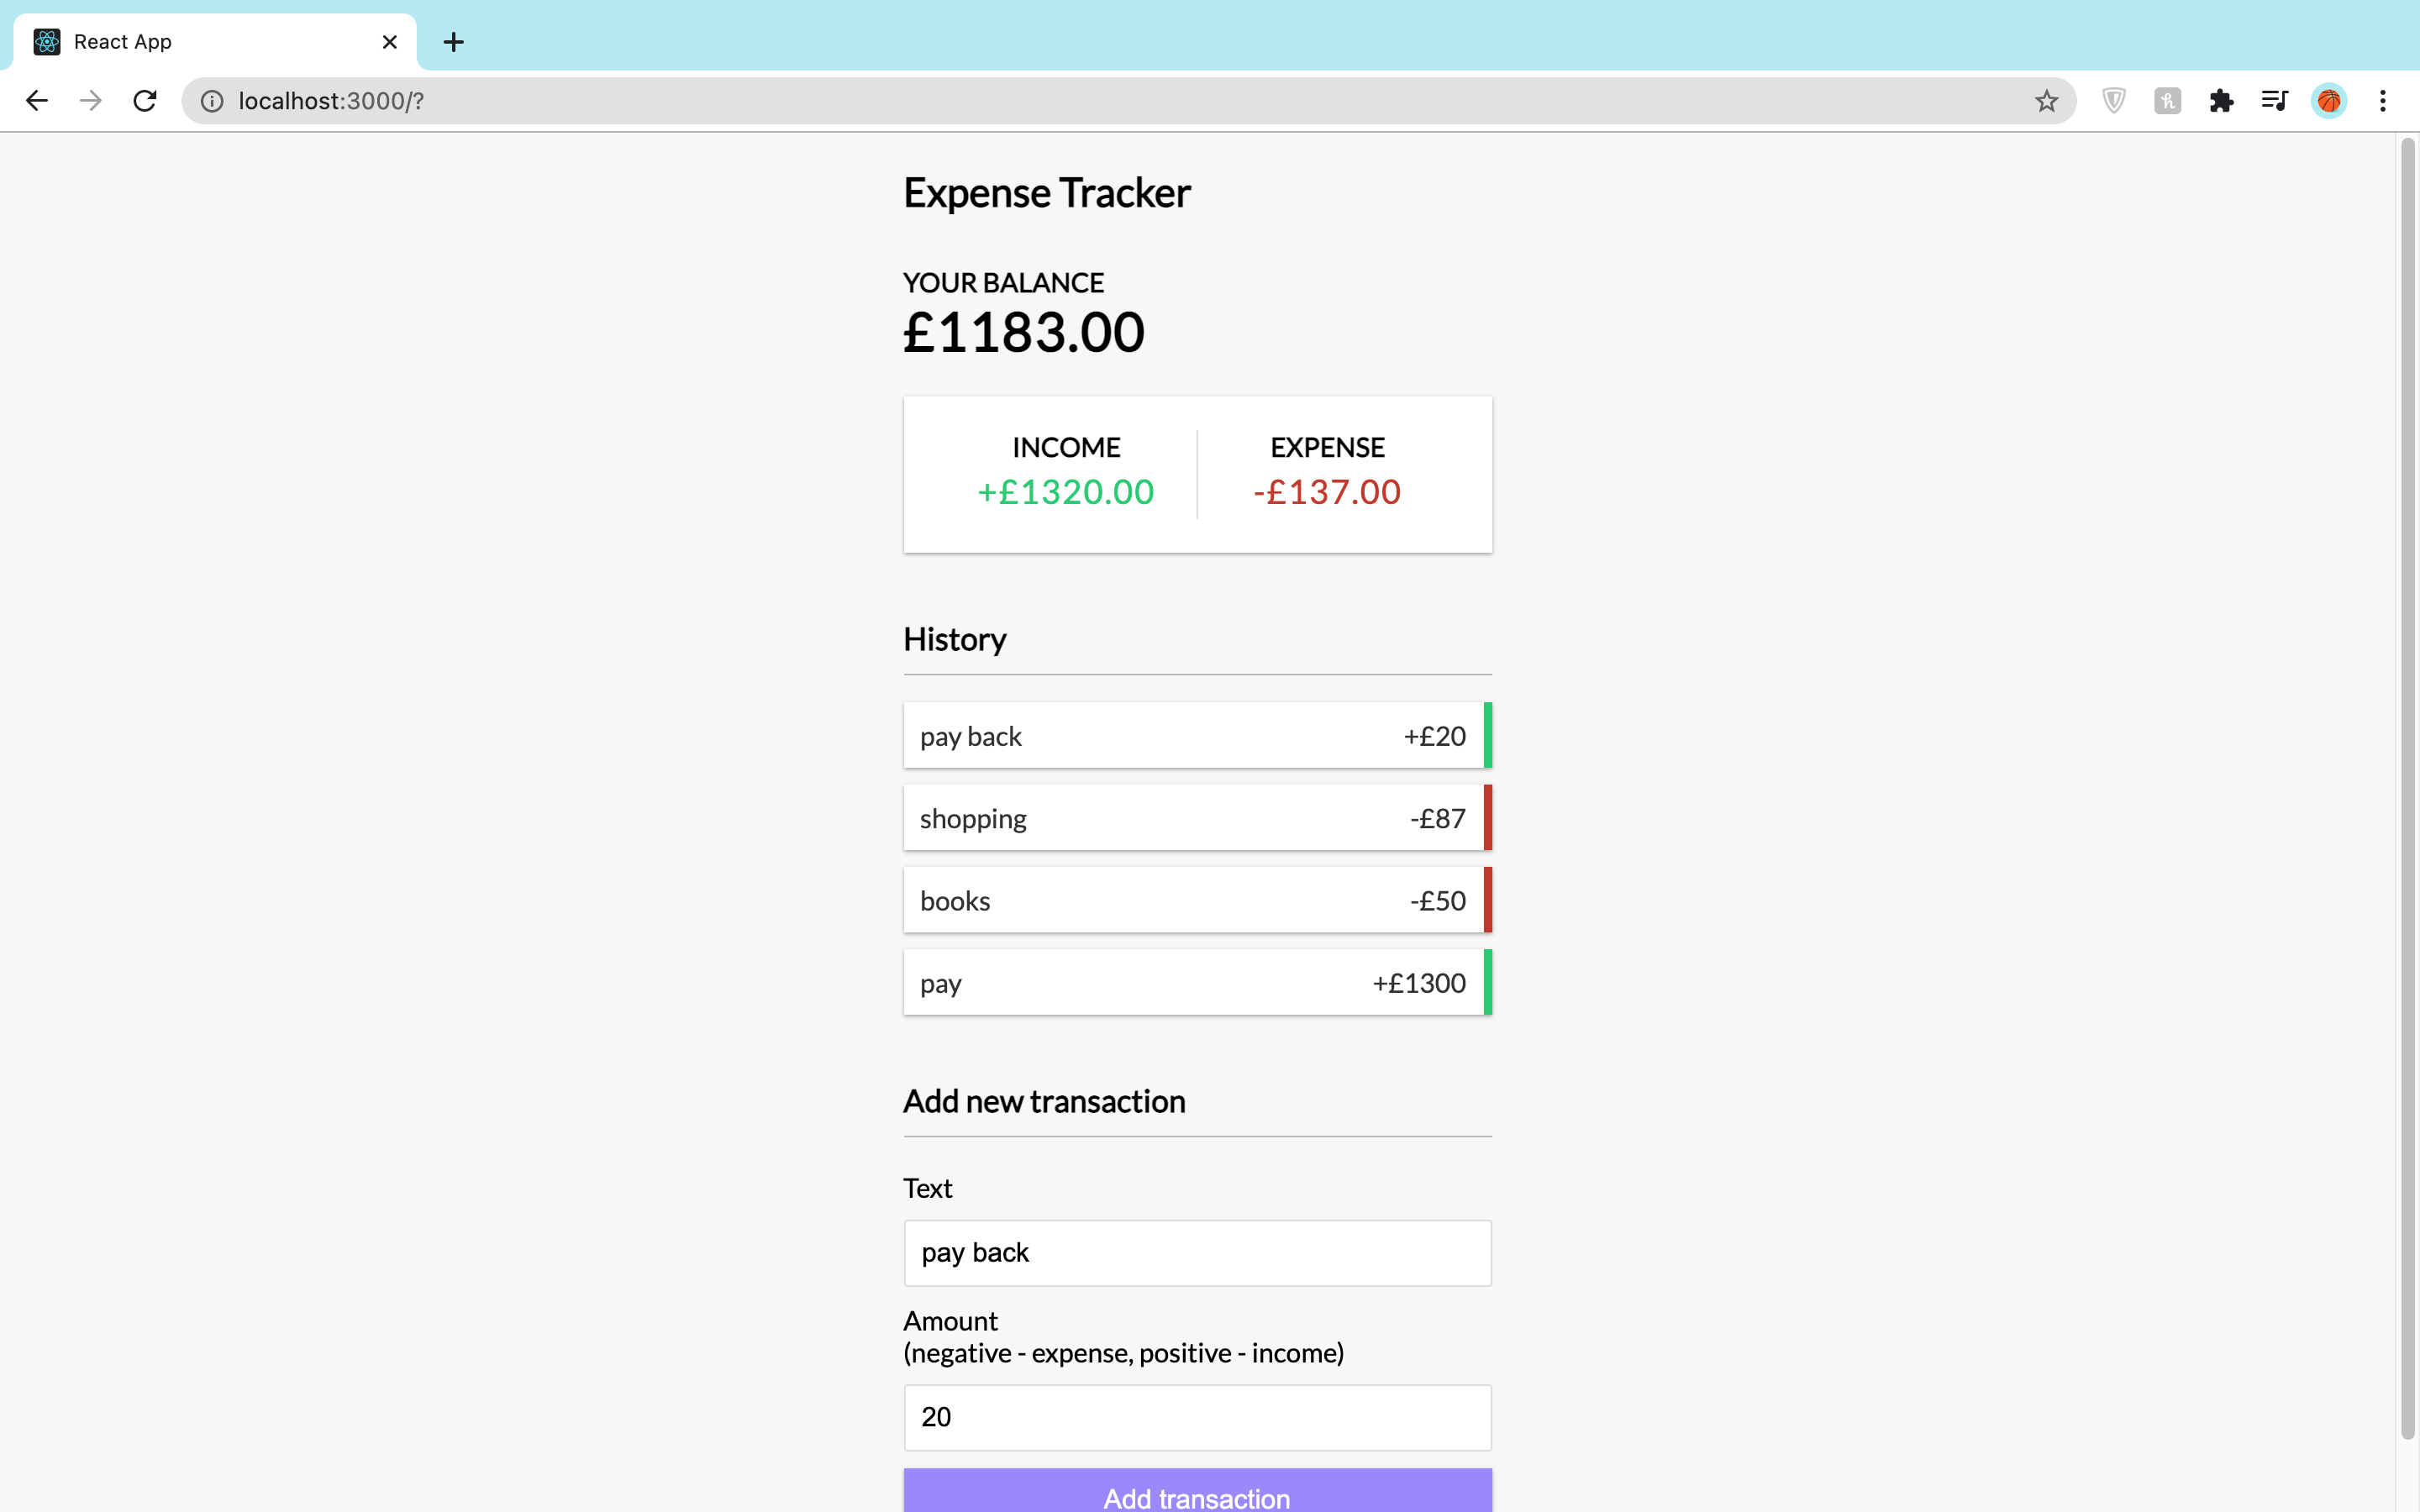 React App
localhost:3000/?
Expense Tracker
YOUR BALANCE
£1183.00
INCOME
+£1320.00
EXPENSE
-£137.00
History
pay back +£20
shopping -£87
books -£50
pay +£1300
Add new transaction
Text
pay back
Amount
(negative - expense, positive - income)
20
Add transaction